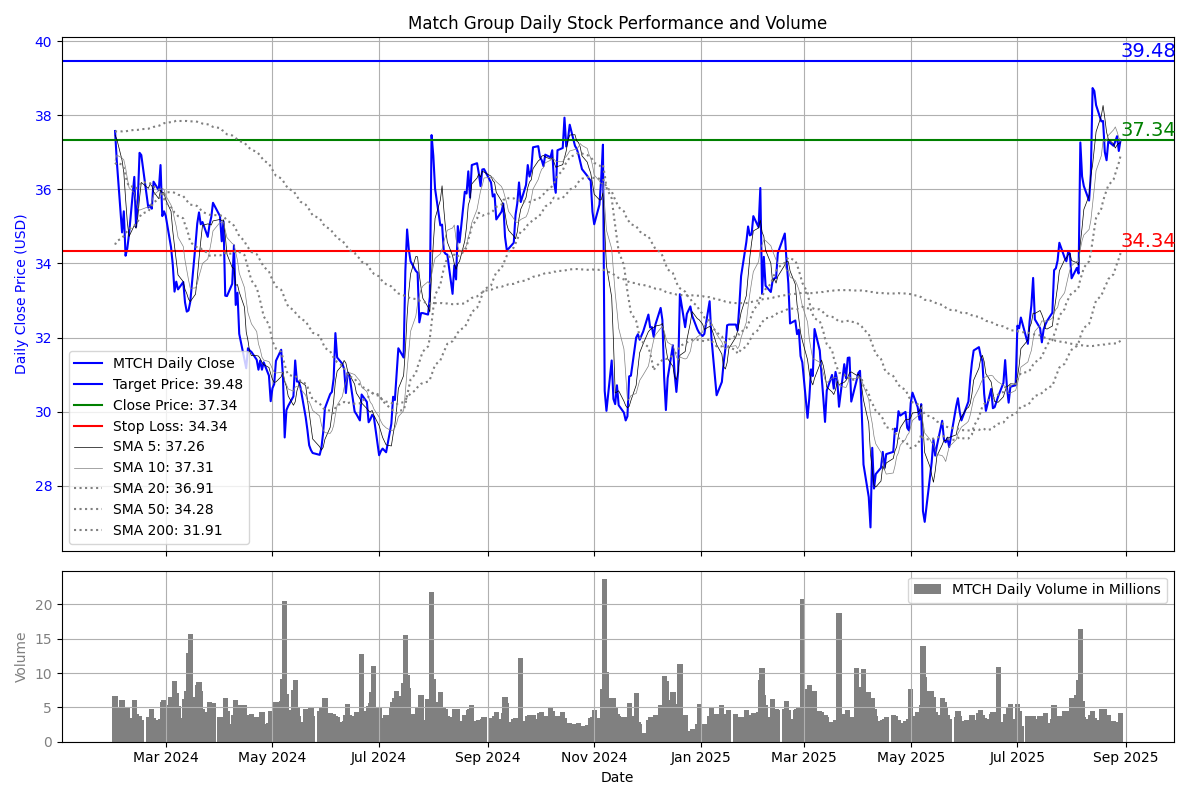 Match Group Daily Stock Performance and Volume
40
38
36
34
32
30
28
Daily Close Price (USD)
39.48
37.34
34.34
MTCH Daily Close
Target Price: 39.48
Close Price: 37.34
Stop Loss: 34.34
SMA 5: 37.26
SMA 10: 37.31
SMA 20: 36.91
SMA 50: 34.28
SMA 200: 31.91
20
15
10
5
0
Volume
MTCH Daily Volume in Millions
Mar 2024 May 2024 Jul 2024 Sep 2024 Nov 2024 Jan 2025 Mar 2025 May 2025 Jul 2025 Sep 2025
Date